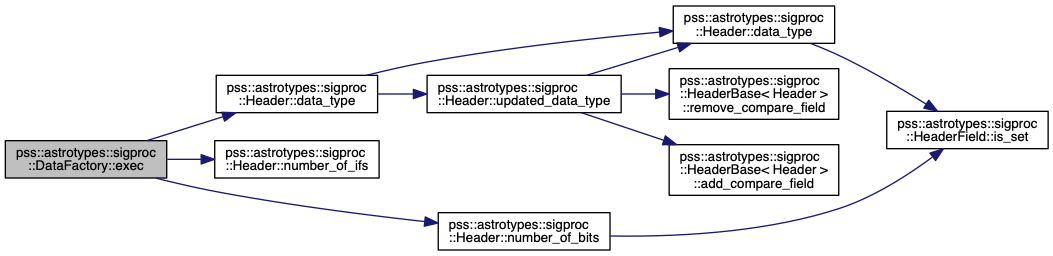 pss::astrotypes::sigproc
::DataFactory::exec
pss::astrotypes::sigproc
::Header::data_type
pss::astrotypes::sigproc
::Header::number_of_ifs
pss::astrotypes::sigproc
::Header::number_of_bits
pss::astrotypes::sigproc
::Header::updated_data_type
pss::astrotypes::sigproc
::Header::data_type
pss::astrotypes::sigproc
::HeaderBase< Header >
::remove_compare_field
pss::astrotypes::sigproc
::HeaderBase< Header >
::add_compare_field
pss::astrotypes::sigproc
::HeaderField::is_set